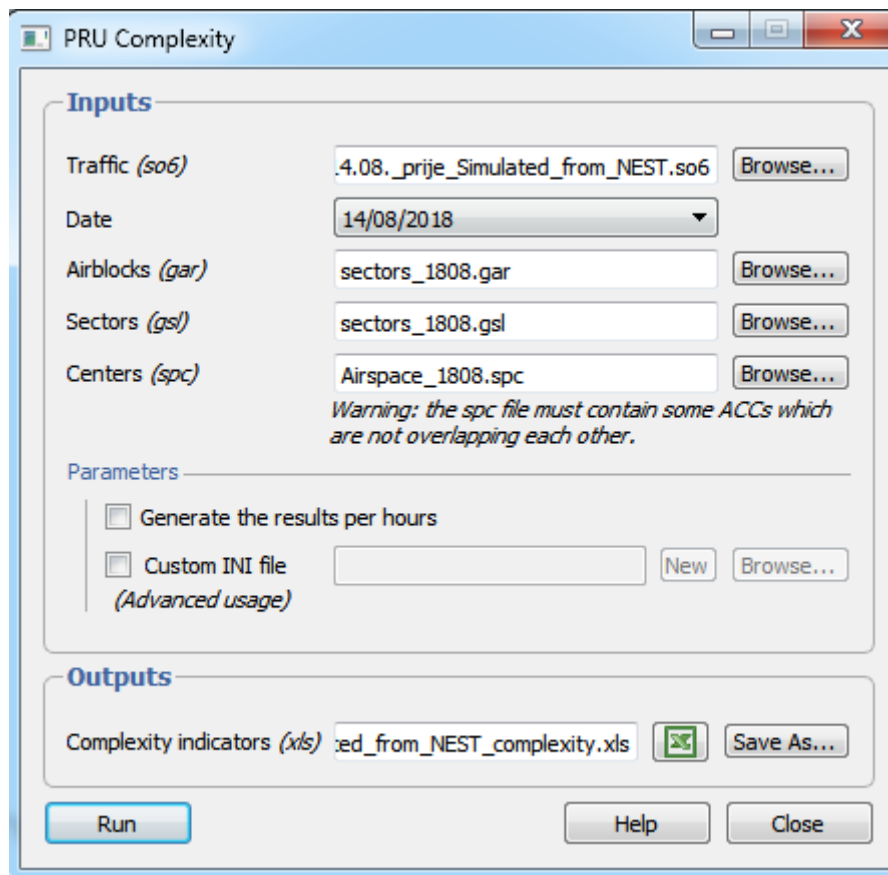 PRU Complexity
Inputs
Traffic (so6) .4.08._prije_Simulated_from_NEST.so6 Browse...
Date 14/08/2018
Airblocks (gar) sectors_1808.gar Browse...
Sectors (gsl) sectors_1808.gsl Browse...
Centers (spc) Airspace_1808.spc Browse...
Warning: the spc file must contain some ACCs which
are not overlapping each other.
Parameters
Generate the results per hours
Custom INI file New Browse...
(Advanced usage)
Outputs
Complexity indicators (xls) ted_from_NEST_complexity.xls Save As...
Run Help Close